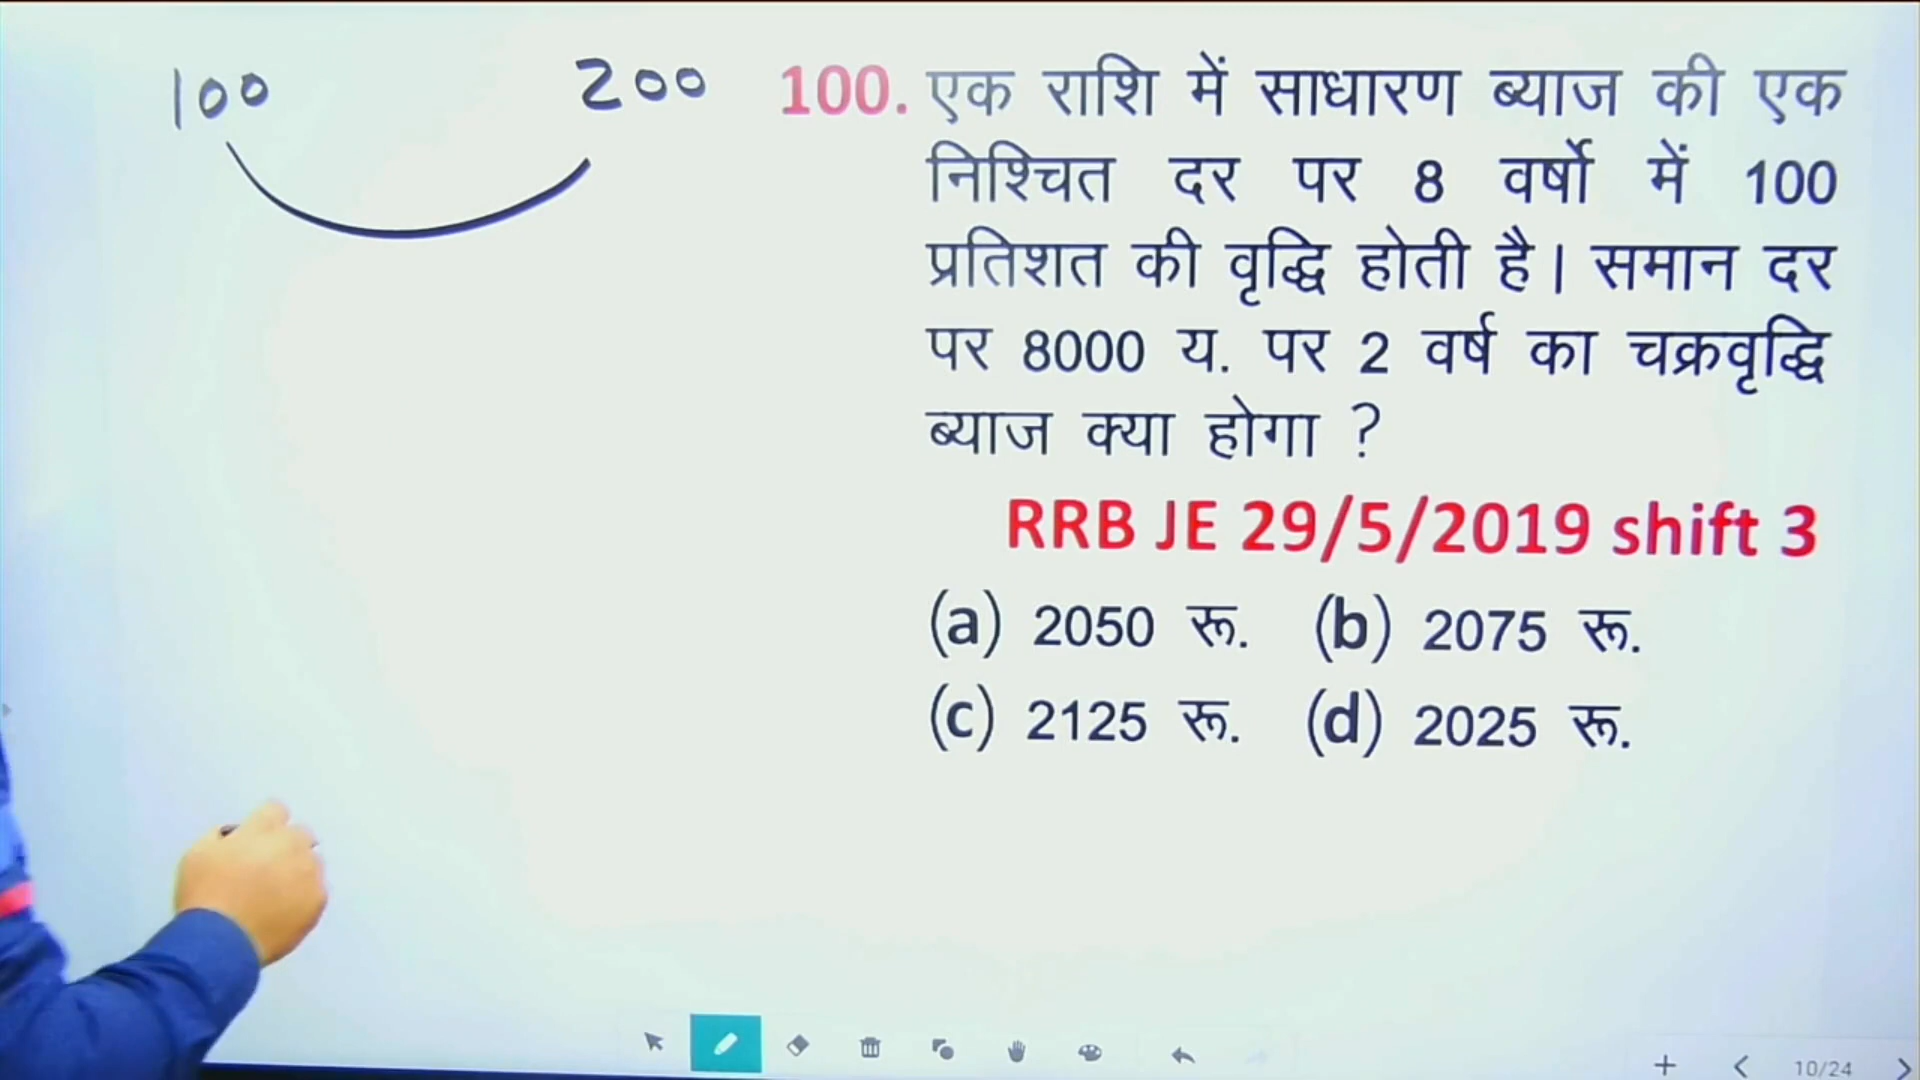 100 200
100. एक राशि में साधारण ब्याज की एक
निश्चित दर पर 8 वर्षो में 100
प्रतिशत की वृद्धि होती है। समान दर
पर 8000 य. पर 2 वर्ष का चक्रवृद्धि
ब्याज क्या होगा ?
RRB JE 29/5/2019 shift 3
(a) 2050 रू. (b) 2075 रू.
(c) 2125 रू. (d) 2025 रू.
10/24